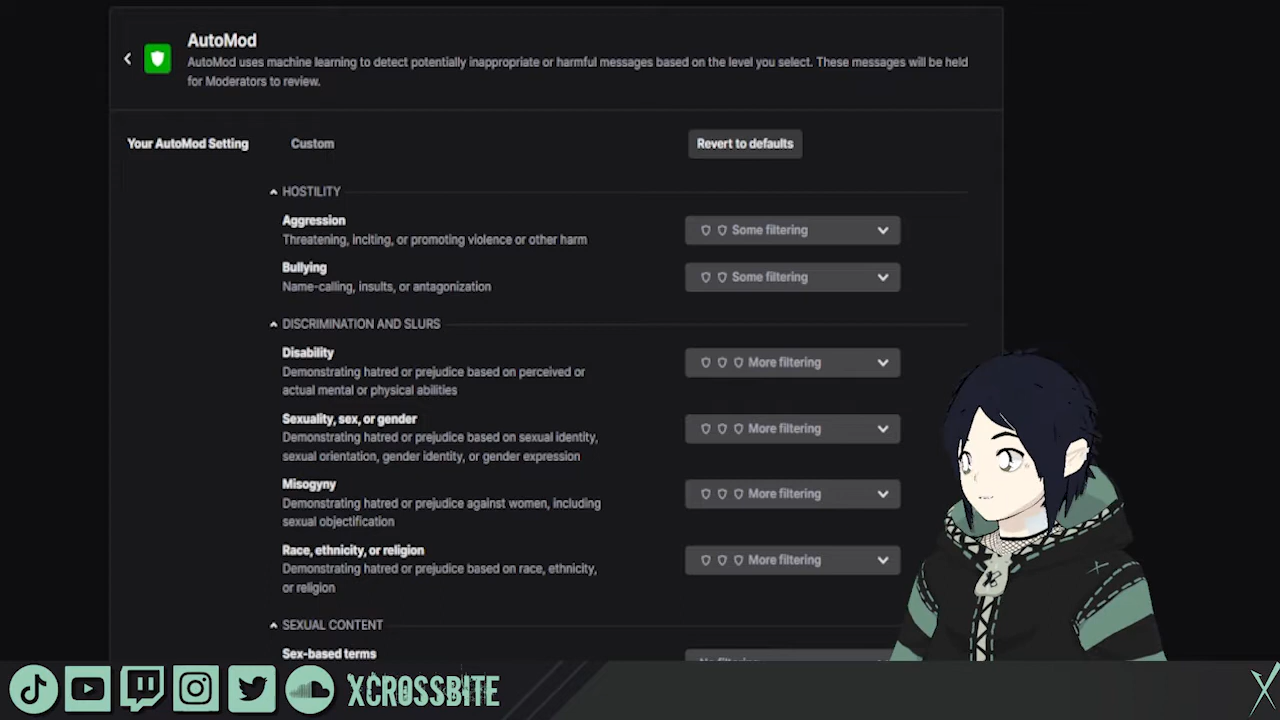 AutoMod
AutoMod uses machine learning to detect potentially inappropriate or harmful messages based on the level you select. These messages will be held
for Moderators to review.
Your AutoMod Setting
Custom
Revert to defaults
HOSTILITY
Aggression
Threatening, inciting, or promoting violence or other harm
Some filtering
Bullying
Name-calling, insults, or antagonization
Some filtering
DISCRIMINATION AND SLURS
Disability
Demonstrating hatred or prejudice based on perceived or
actual mental or physical abilities
More filtering
Sexuality, sex, or gender
Demonstrating hatred or prejudice based on sexual identity,
sexual orientation, gender identity, or gender expression
More filtering
Misogyny
Demonstrating hatred or prejudice against women, including
sexual objectification
More filtering
Race, ethnicity, or religion
Demonstrating hatred or prejudice based on race, ethnicity,
or religion
More filtering
SEXUAL CONTENT
Sex-based terms
XCROSSBITE
X